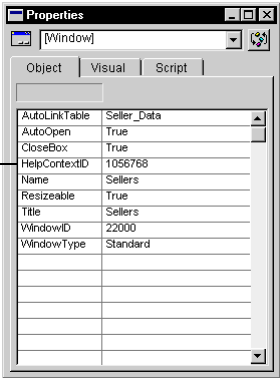 Properties
[Window]
Object Visual Script
AutoLinkTable Seller_Data
AutoOpen True
CloseBox True
HelpContextID 1056768
Name Sellers
Resizeable True
Title Sellers
WindowID 22000
WindowType Standard